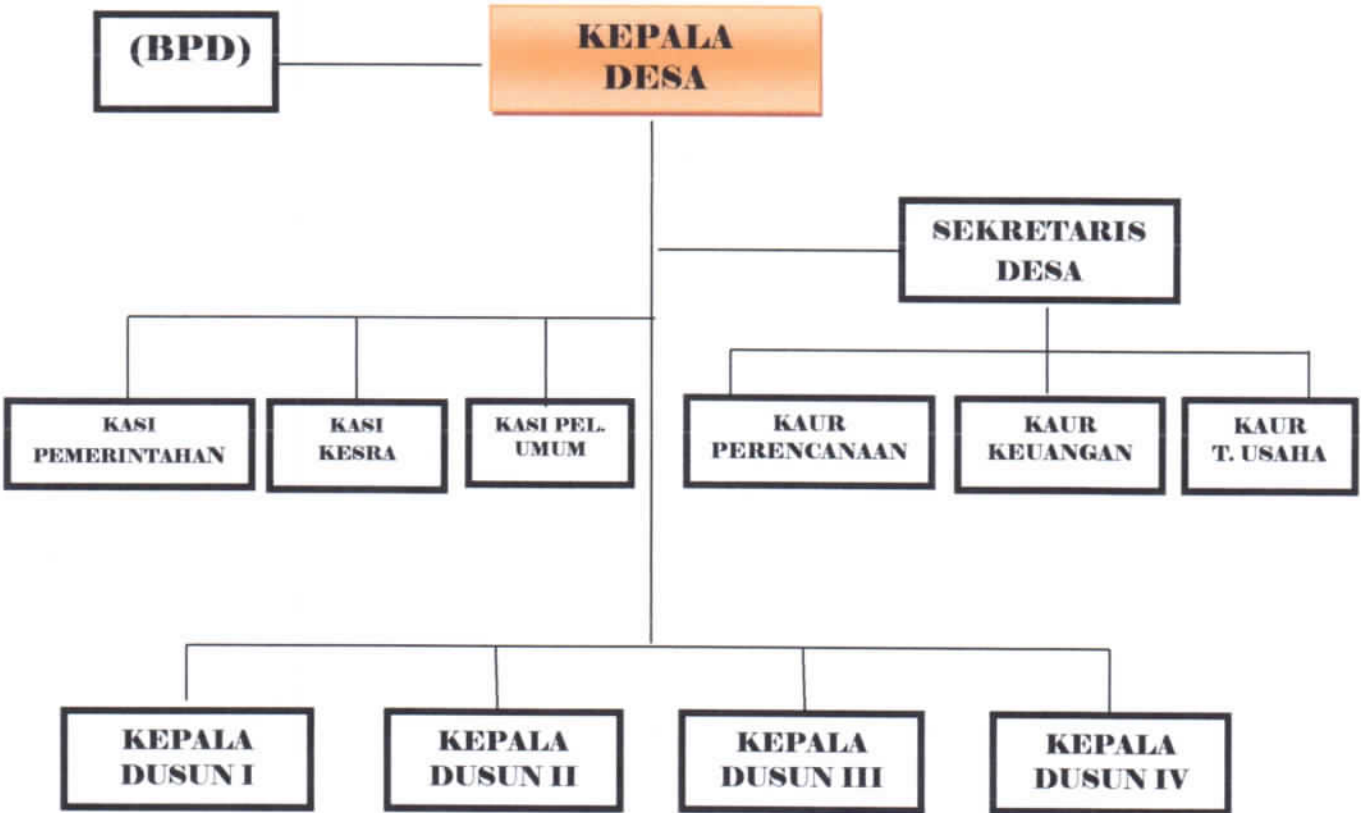 (BPD)
KEPALA
DESA
SEKRETARIS
DESA
KASI
PEMERINTAHAN
KASI
KESRA
KASI PEL.
UMUM
KAUR
PERENCANAAN
KAUR
KEUANGAN
KAUR
T. USAHA
KEPALA
DUSUN I
KEPALA
DUSUN II
KEPALA
DUSUN III
KEPALA
DUSUN IV